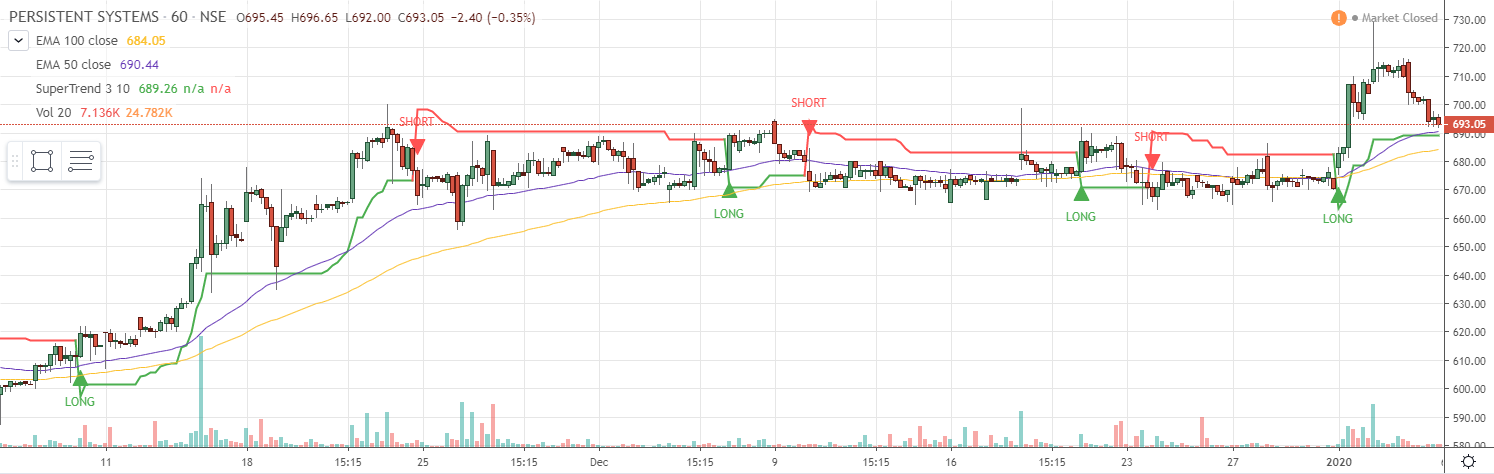 PERSISTENT SYSTEMS · 60 · NSE O695.45 H696.65 L692.00 C693.05 −2.40 (−0.35%)
! Market Closed
EMA 100 close 684.05
EMA 50 close 690.44
SuperTrend 3 10 689.26 n/a n/a
Vol 20 7.136K 24.782K
SHORT
SHORT
SHORT
LONG
LONG
LONG
LONG
730.00
720.00
710.00
700.00
693.05
690.00
680.00
670.00
660.00
650.00
640.00
630.00
620.00
610.00
600.00
590.00
580.00
11 18 15:15 25 15:15 Dec 15:15 9 15:15 16 15:15 23 27 2020